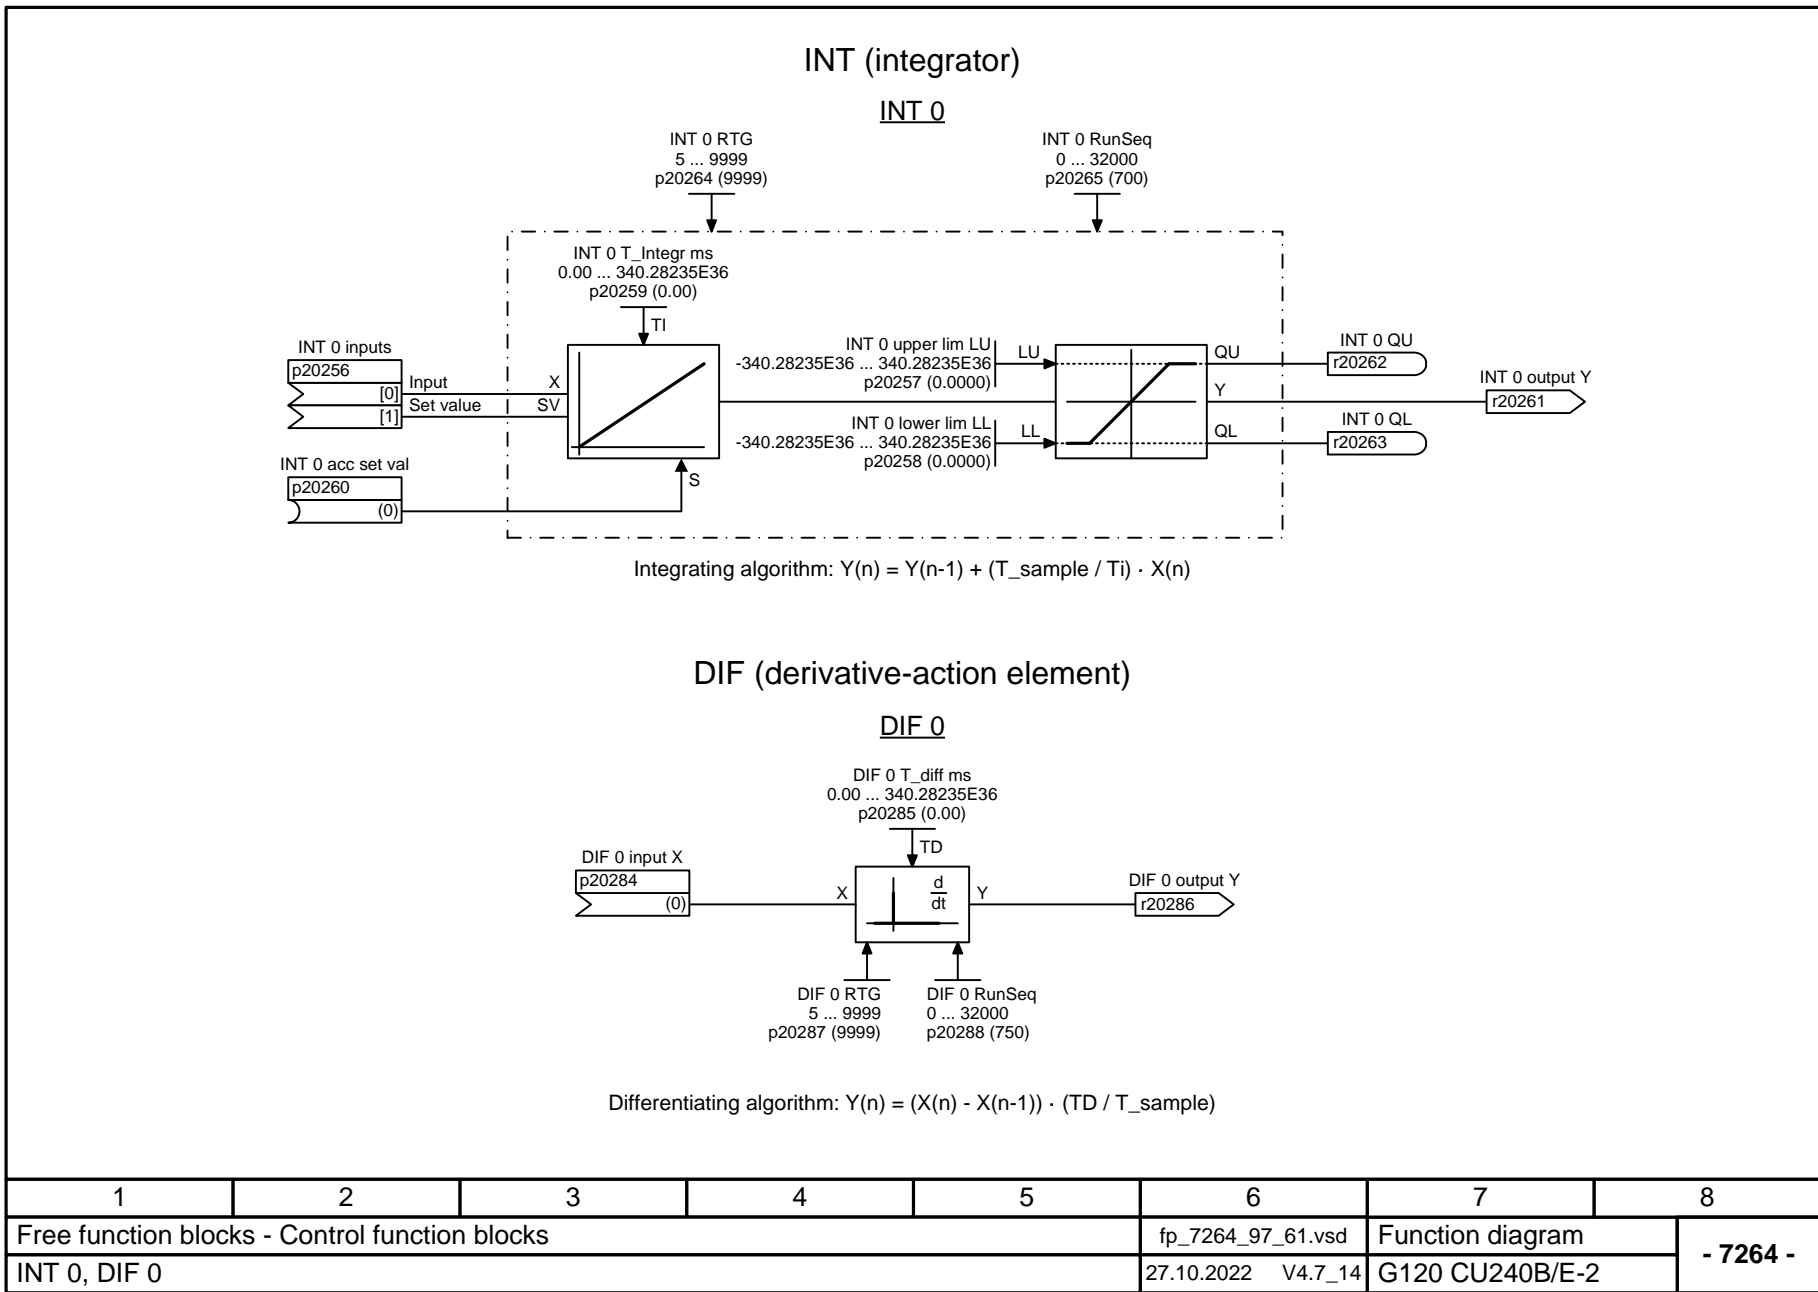 INT (integrator)
INT 0
INT 0 RTG
5 ... 9999
p20264 (9999)
INT 0 RunSeq
0 ... 32000
p20265 (700)
INT 0 T_Integr ms
0.00 ... 340.28235E36
p20259 (0.00)
TI
INT 0 inputs
p20256
[0]
[1]
Input
Set value
X
SV
INT 0 acc set val
p20260
(0)
S
INT 0 upper lim LU
-340.28235E36 ... 340.28235E36
p20257 (0.0000)
LU
INT 0 lower lim LL
-340.28235E36 ... 340.28235E36
p20258 (0.0000)
LL
QU
Y
QL
INT 0 QU
r20262
INT 0 output Y
r20261
INT 0 QL
r20263
Integrating algorithm: Y(n) = Y(n-1) + (T_sample / Ti) · X(n)
DIF (derivative-action element)
DIF 0
DIF 0 T_diff ms
0.00 ... 340.28235E36
p20285 (0.00)
TD
DIF 0 input X
p20284
(0)
X
d
dt
Y
DIF 0 output Y
r20286
DIF 0 RTG
5 ... 9999
p20287 (9999)
DIF 0 RunSeq
0 ... 32000
p20288 (750)
Differentiating algorithm: Y(n) = (X(n) - X(n-1)) · (TD / T_sample)
1 2 3 4 5 6 7 8
Free function blocks - Control function blocks
fp_7264_97_61.vsd
Function diagram
- 7264 -
INT 0, DIF 0
27.10.2022 V4.7_14
G120 CU240B/E-2